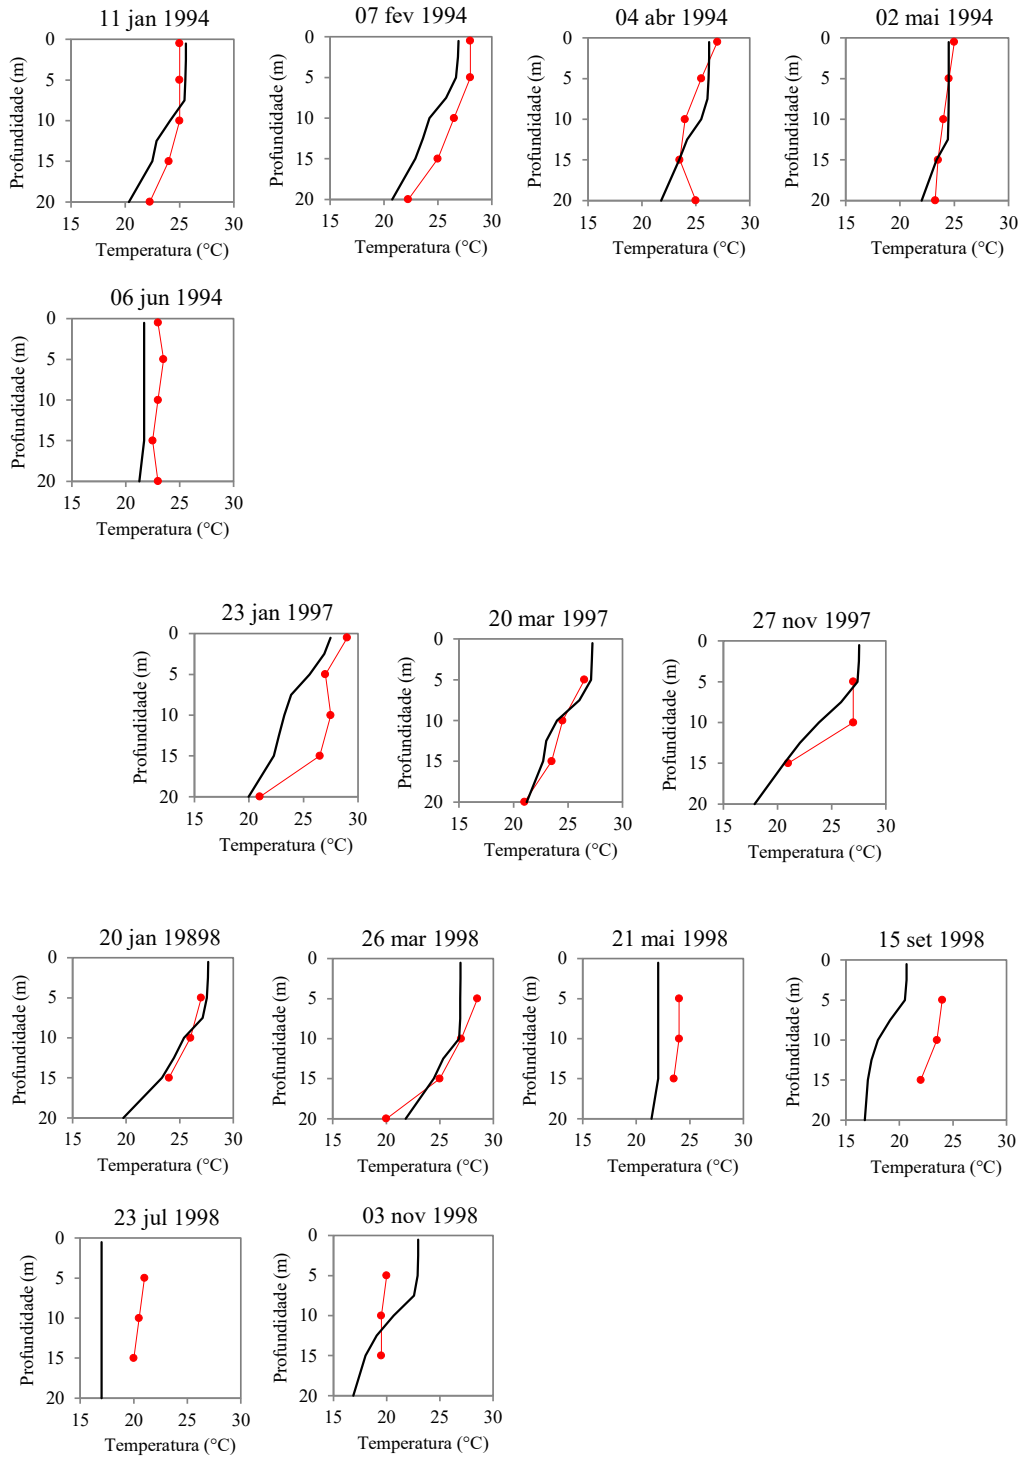 11 jan 1994
07 fev 1994
04 abr 1994
02 mai 1994
Profundidade (m)
0
5
10
15
20
15 20 25 30
Temperatura (°C)
Profundidade (m)
0
5
10
15
20
15 20 25 30
Temperatura (°C)
Profundidade (m)
0
5
10
15
20
15 20 25 30
Temperatura (°C)
Profundidade (m)
0
5
10
15
20
15 20 25 30
Temperatura (°C)
06 jun 1994
Profundidade (m)
0
5
10
15
20
15 20 25 30
Temperatura (°C)
23 jan 1997
20 mar 1997
27 nov 1997
Profundidade (m)
0
5
10
15
20
15 20 25 30
Temperatura (°C)
Profundidade (m)
0
5
10
15
20
15 20 25 30
Temperatura (°C)
Profundidade (m)
0
5
10
15
20
15 20 25 30
Temperatura (°C)
20 jan 19898
26 mar 1998
21 mai 1998
15 set 1998
Profundidade (m)
0
5
10
15
20
15 20 25 30
Temperatura (°C)
Profundidade (m)
0
5
10
15
20
15 20 25 30
Temperatura (°C)
Profundidade (m)
0
5
10
15
20
15 20 25 30
Temperatura (°C)
Profundidade (m)
0
5
10
15
20
15 20 25 30
Temperatura (°C)
23 jul 1998
03 nov 1998
Profundidade (m)
0
5
10
15
20
15 20 25 30
Temperatura (°C)
Profundidade (m)
0
5
10
15
20
15 20 25 30
Temperatura (°C)